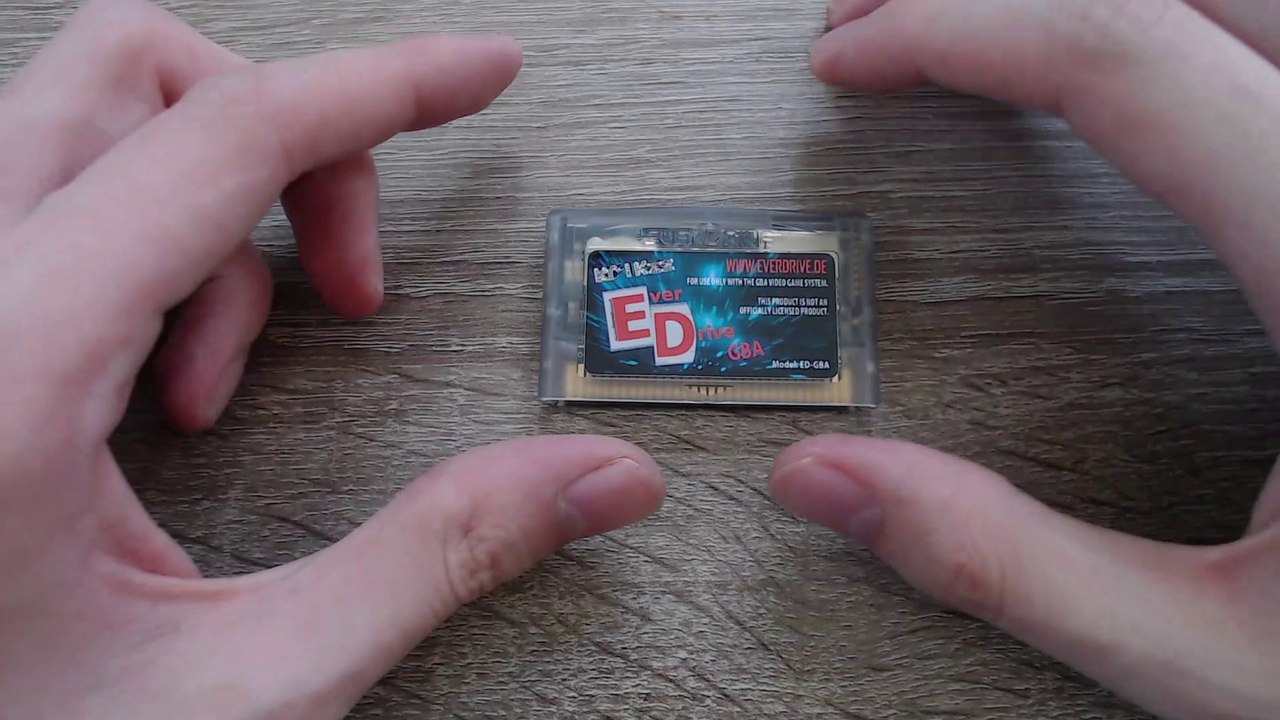 EVERDRIVE
WWW.EVERDRIVE.DE
FOR USE ONLY WITH THE GBA VIDEO GAME SYSTEM.
THIS PRODUCT IS NOT AN
OFFICIALLY LICENSED PRODUCT.
Ever
Drive
GBA
Model: ED-GBA